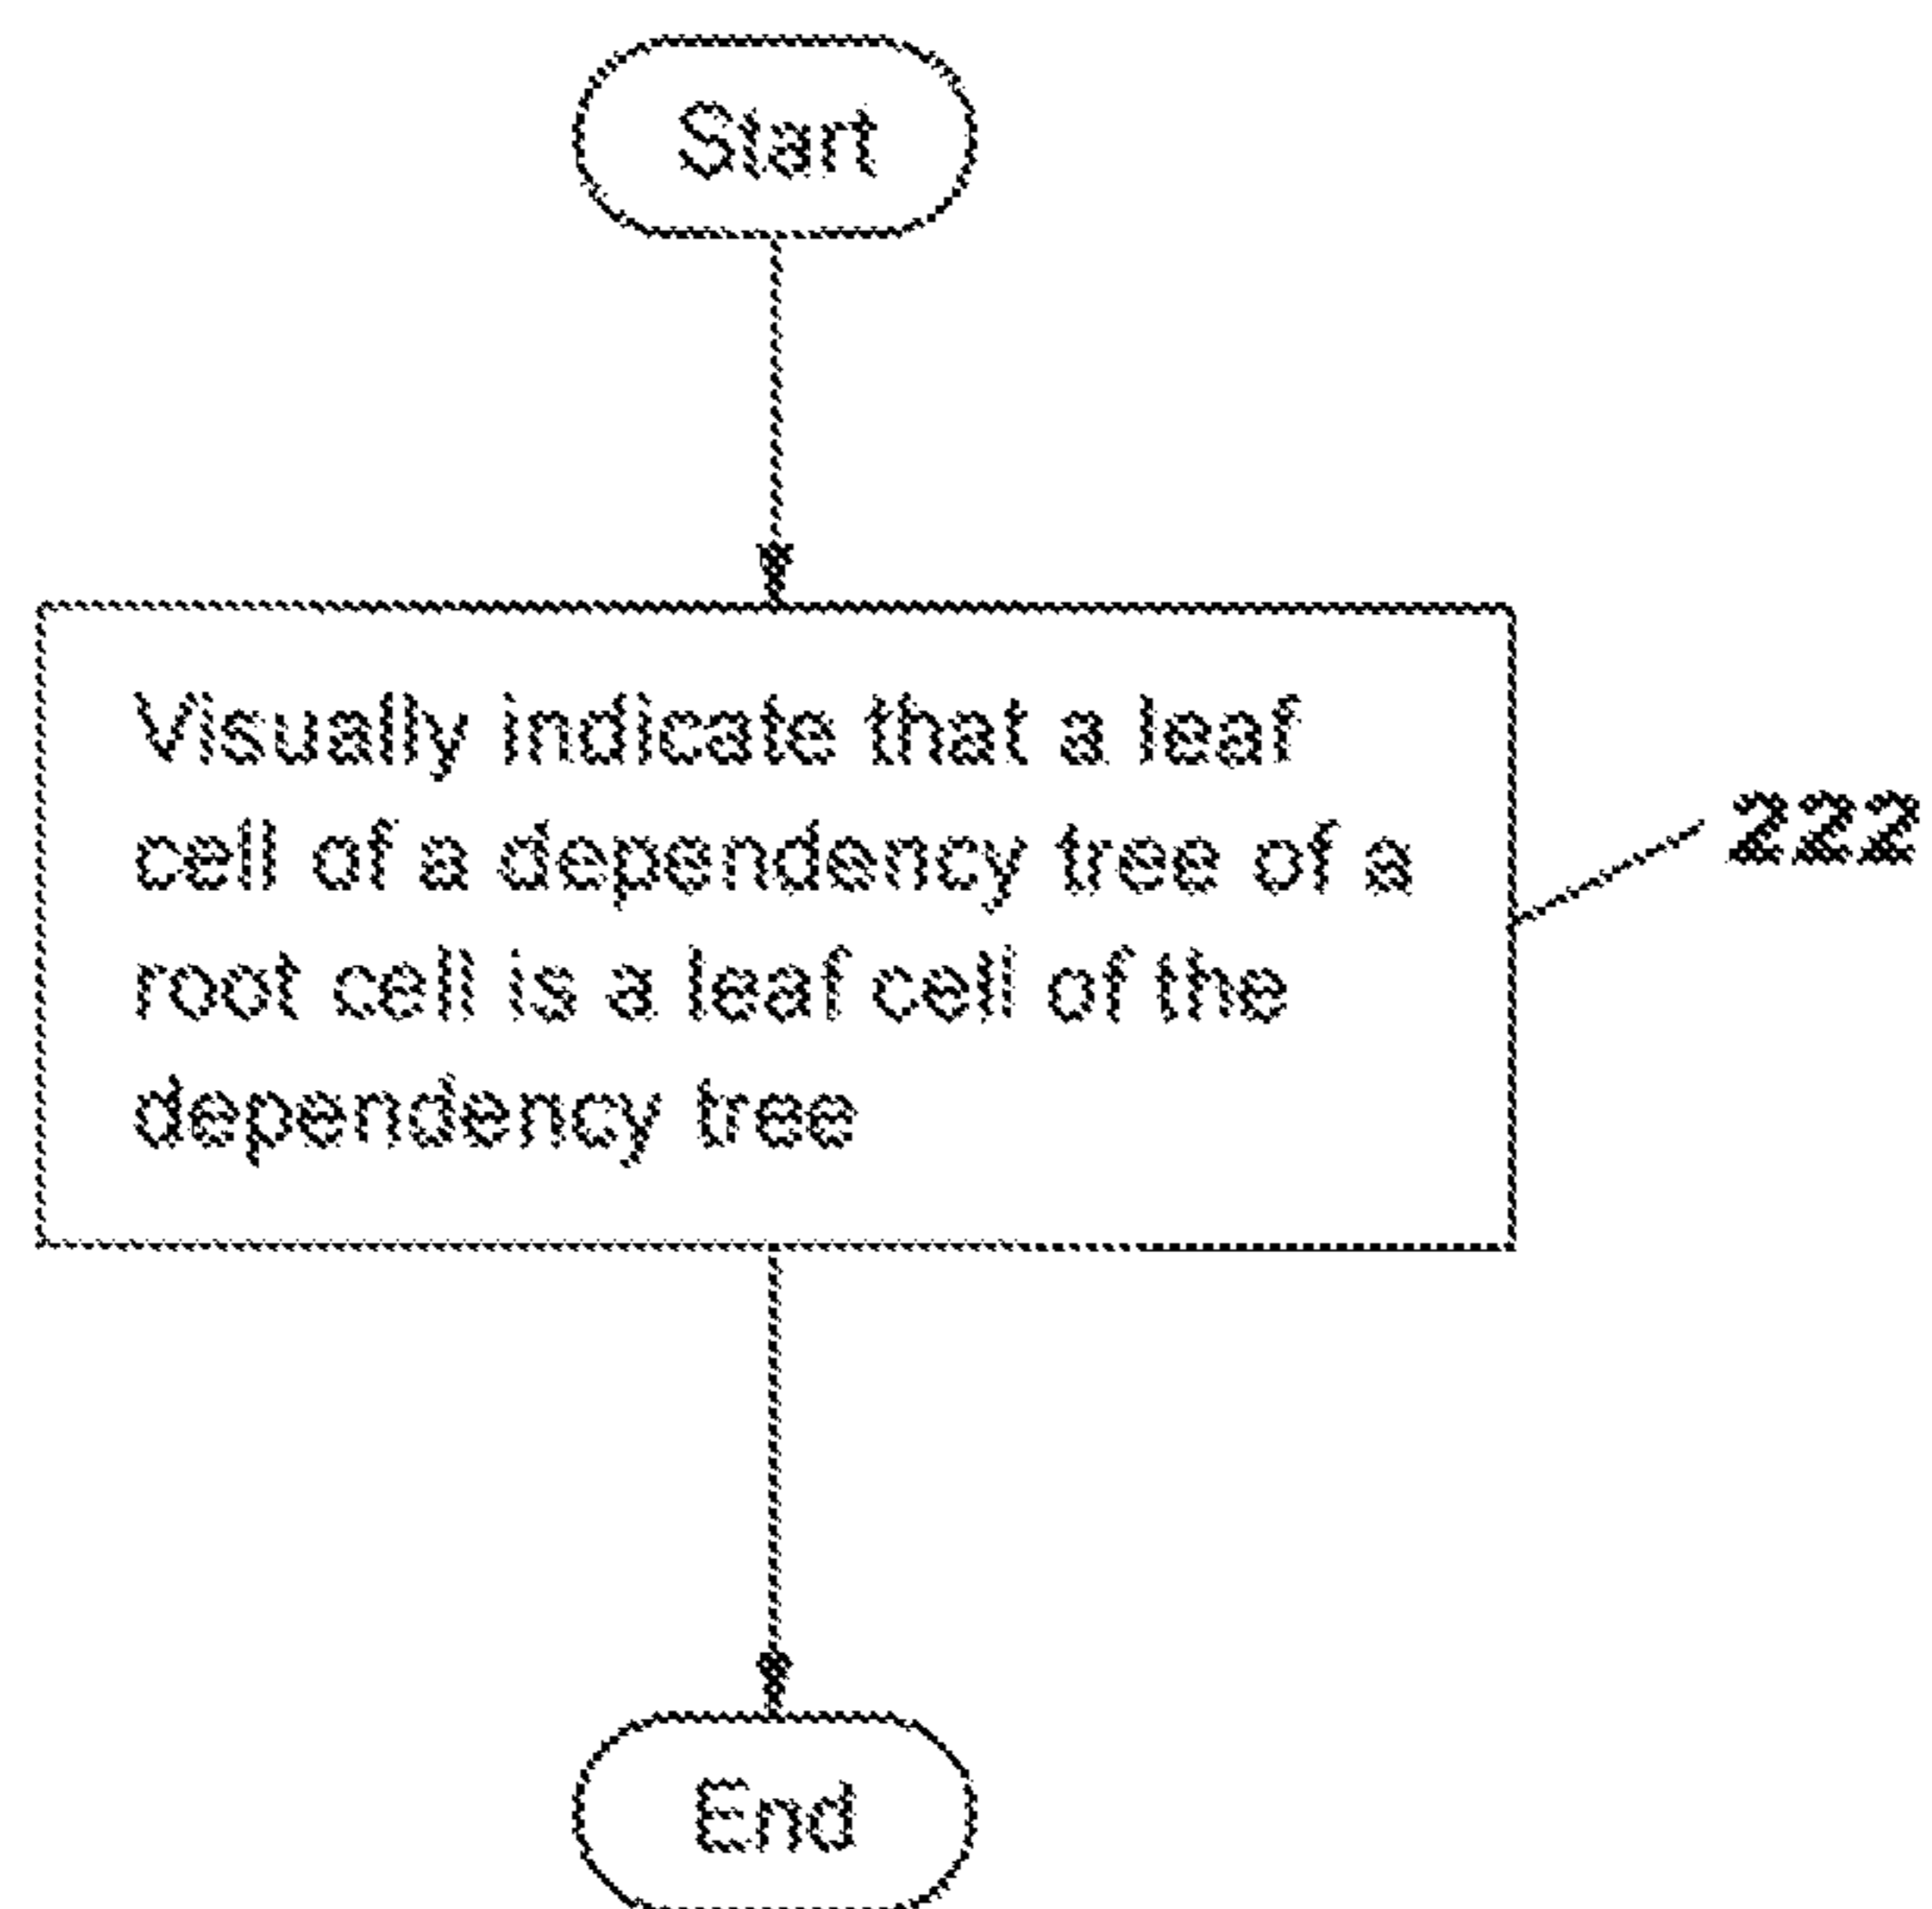 Start
Visually indicate that a leaf
cell of a dependency tree of a
root cell is a leaf cell of the
dependency tree
222
End